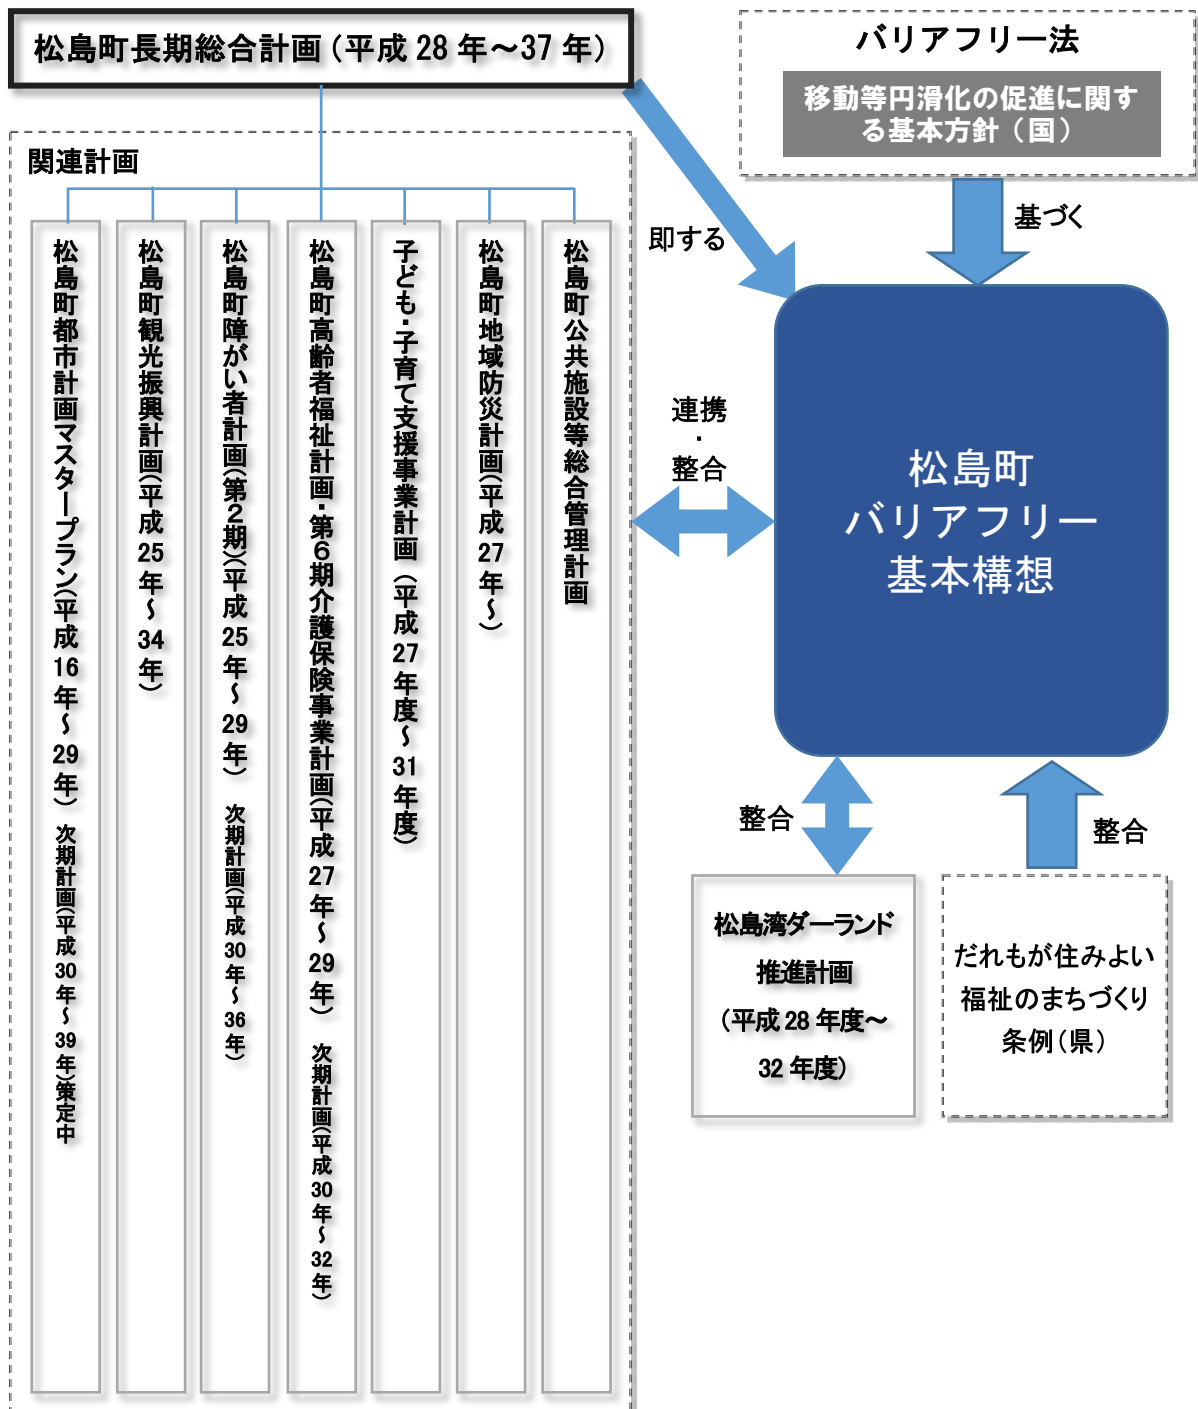 松島町長期総合計画（平成 28 年～37 年）
バリアフリー法
移動等円滑化の促進に関す
る基本方針（国）
関連計画
基づく
即する
松島町都市計画マスタープラン（平成16年～29年） 次期計画（平成30年～39年）策定中
松島町観光振興計画（平成25年～34年）
松島町障がい者計画（第２期）（平成25年～29年） 次期計画（平成30年～36年）
松島町高齢者福祉計画・第６期介護保険事業計画（平成27年～29年） 次期計画（平成30年～32年）
子ども・子育て支援事業計画（平成27年度～31年度）
松島町地域防災計画（平成27年～）
松島町公共施設等総合管理計画
連携
・
整合
松島町
バリアフリー
基本構想
整合
整合
松島湾ダーランド
推進計画
（平成 28 年度～
32 年度）
だれもが住みよい
福祉のまちづくり
条例（県）